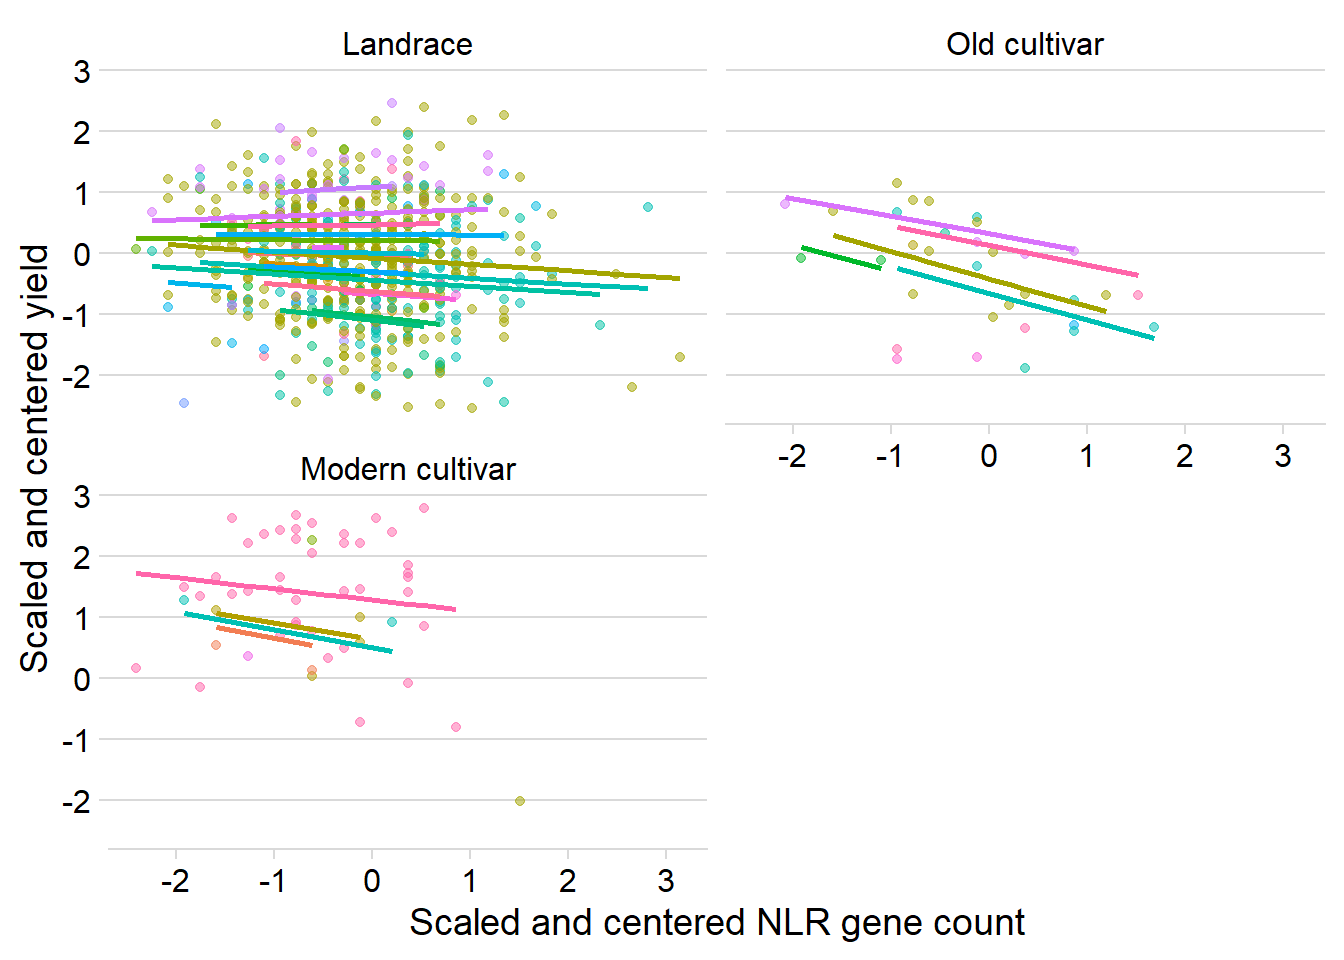 Landrace
Old cultivar
3
2
1
0
-1
-2
-2 -1 0 1 2 3
Modern cultivar
3
2
1
0
-1
-2
-2 -1 0 1 2 3
Scaled and centered NLR gene count
Scaled and centered yield